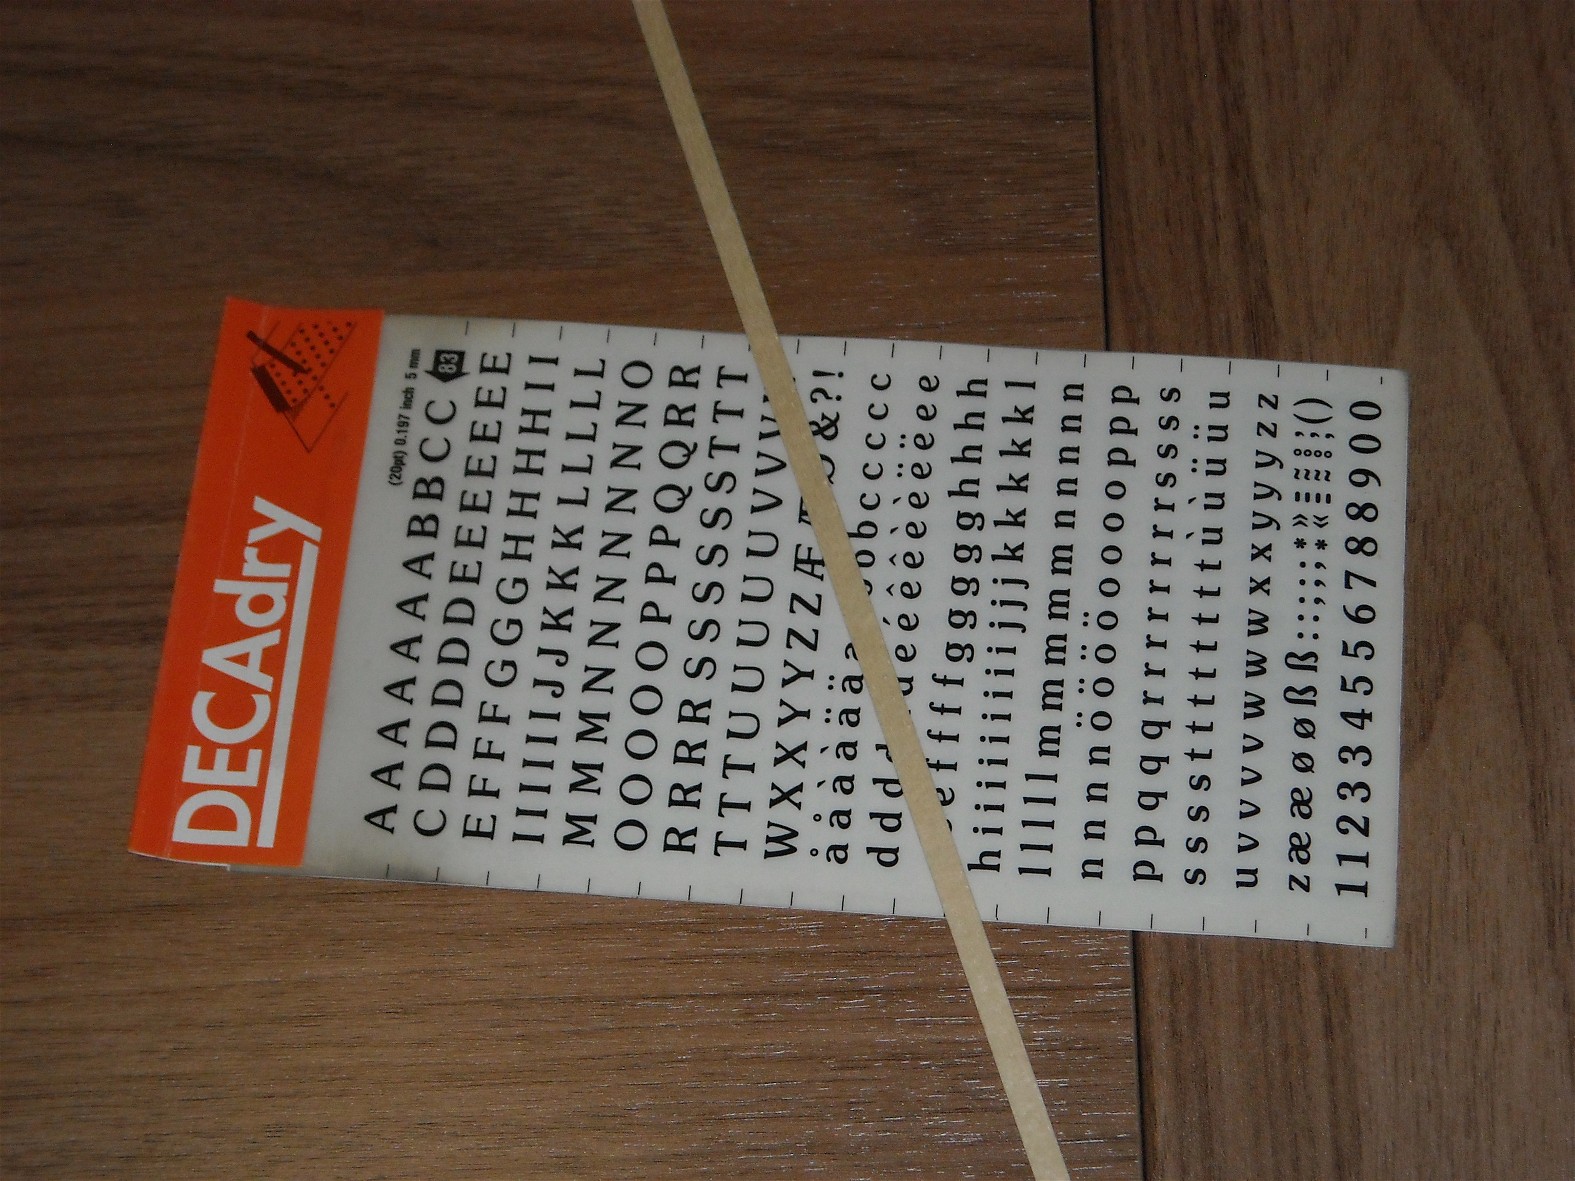 DECAdry
(20pt) 0.197 inch 5 mm
83
A A A A A A A B B C C
C D D D D D E E E E E E E
E F F F G G G H H H H I I
I I I I I J J K K K L L L L L
M M M N N N N N N N O
O O O O O P P P Q Q R R
R R R R S S S S S S T T T
T T T U U U U U V V V
W X X Y Y Z Z Æ & ? !
å å à à ä ä b c c c c c
d d d é é ê è è ë ë e e
e f f f f g g g g g h h h h h
h i i i i i i i i j j j k k k k k l
l l l l l m m m m m n n n n n
n n n n ö ö ö o o o o p p p
p p q q q r r r r r r r s s s s
s s s s t t t t t t t ù ù ü ü u u
u v v v v w w w w x x y y y z z
z æ æ ø ø ß ß : : : : * » ; ( )
1 1 2 3 3 4 5 5 6 7 8 8 9 0 0